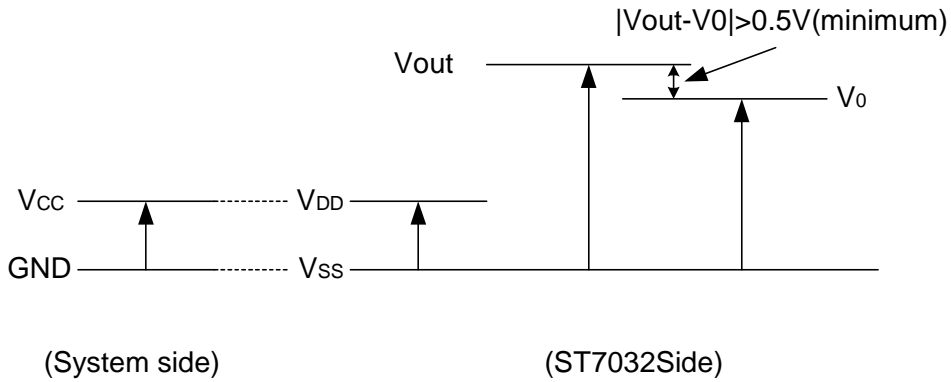 |Vout-V0|>0.5V(minimum)
Vout
V0
VCC
VDD
GND
VSS
(System side)
(ST7032Side)